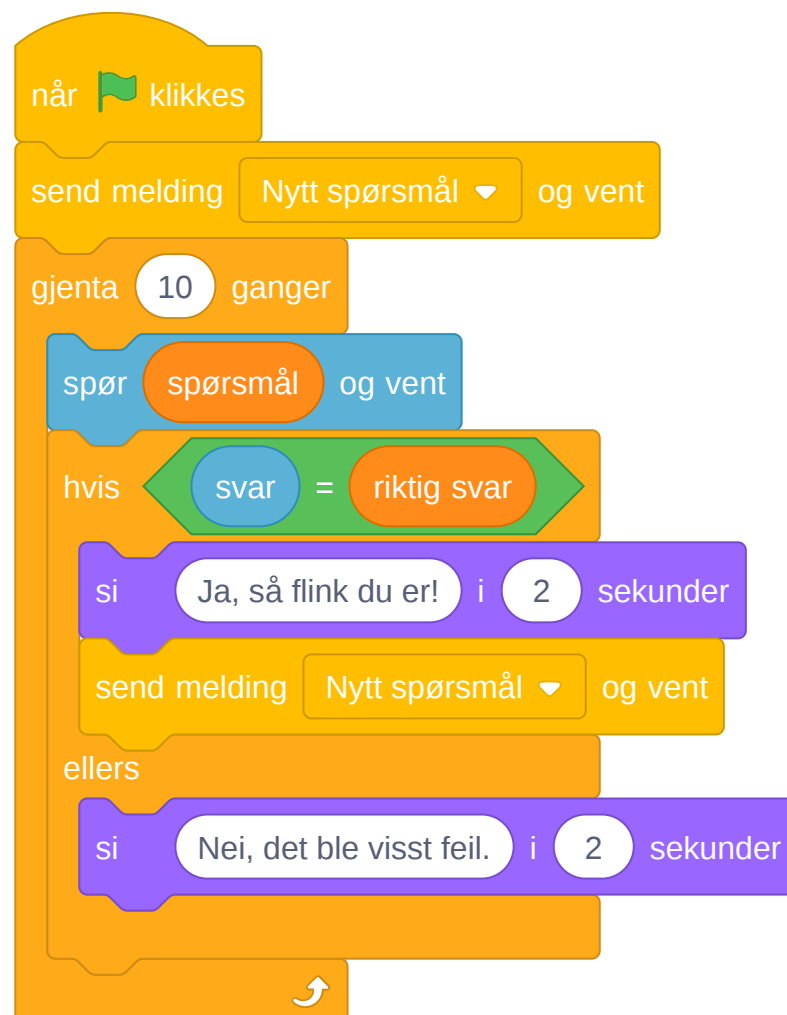 når klikkes
send melding Nytt spørsmål og vent
gjenta 10 ganger
spør spørsmål og vent
hvis svar = riktig svar
si Ja, så flink du er! i 2 sekunder
send melding Nytt spørsmål og vent
ellers
si Nei, det ble visst feil. i 2 sekunder